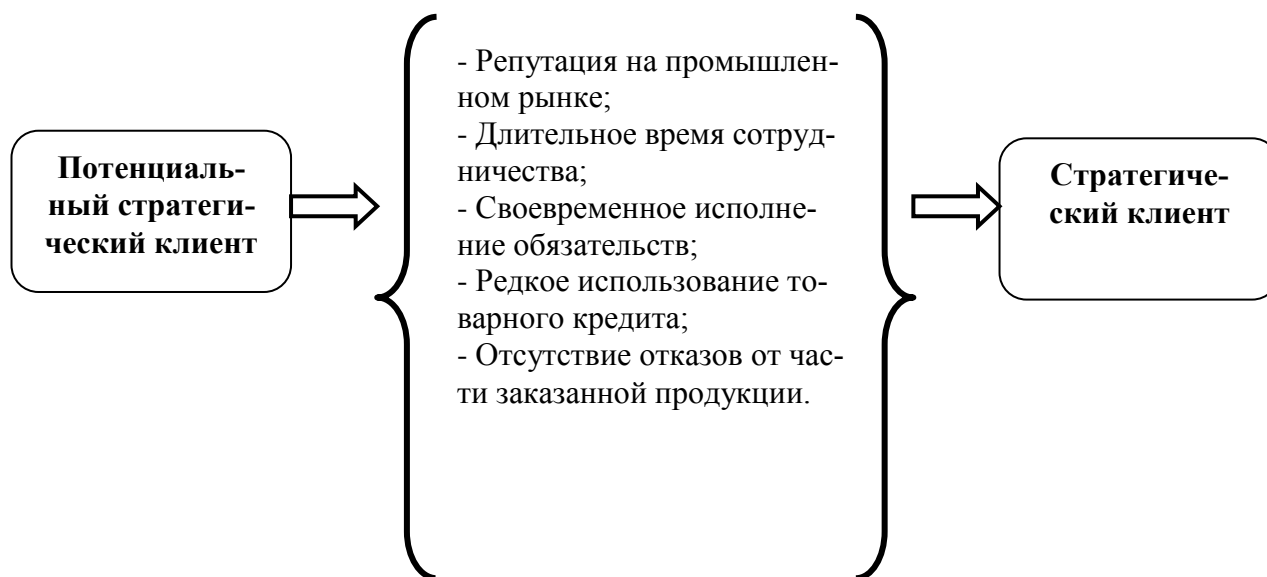 Потенциаль-
ный стратеги-
ческий клиент
- Репутация на промышлен-
ном рынке;
- Длительное время сотруд-
ничества;
- Своевременное исполне-
ние обязательств;
- Редкое использование то-
варного кредита;
- Отсутствие отказов от час-
ти заказанной продукции.
Стратегиче-
ский клиент